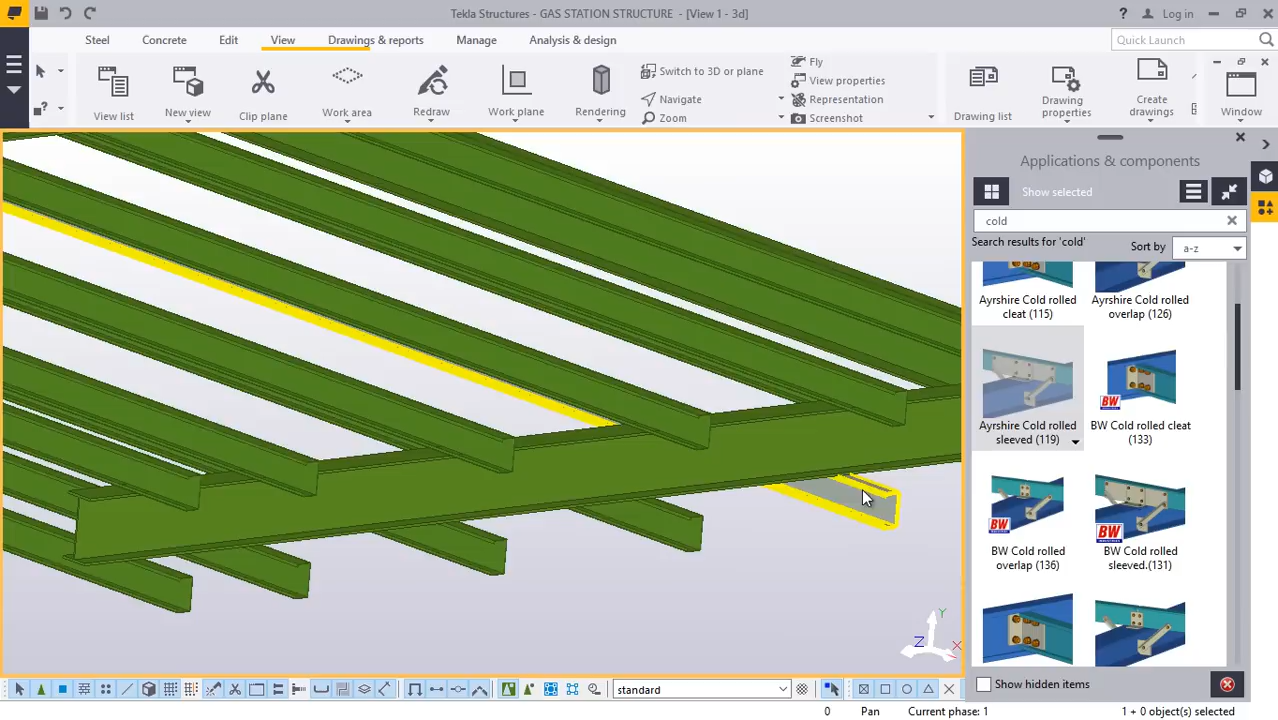 Tekla Structures - GAS STATION STRUCTURE - [View 1 - 3d]
? Log in
Steel Concrete Edit View Drawings & reports Manage Analysis & design
Quick Launch
View list
New view
Clip plane
Work area
Redraw
Work plane
Rendering
Switch to 3D or plane
Navigate
Zoom
Fly
View properties
Representation
Screenshot
Drawing list
Drawing
properties
Create
drawings
Window
Applications & components
Show selected
cold
Search results for 'cold'
Sort by a-z
Ayrshire Cold rolled
cleat (115)
Ayrshire Cold rolled
overlap (126)
Ayrshire Cold rolled
sleeved (119)
BW
BW Cold rolled cleat
(133)
BW
BW Cold rolled
overlap (136)
BW
BW Cold rolled
sleeved.(131)
Y
Z
X
Show hidden items
standard
0 Pan Current phase: 1 1 + 0 object(s) selected